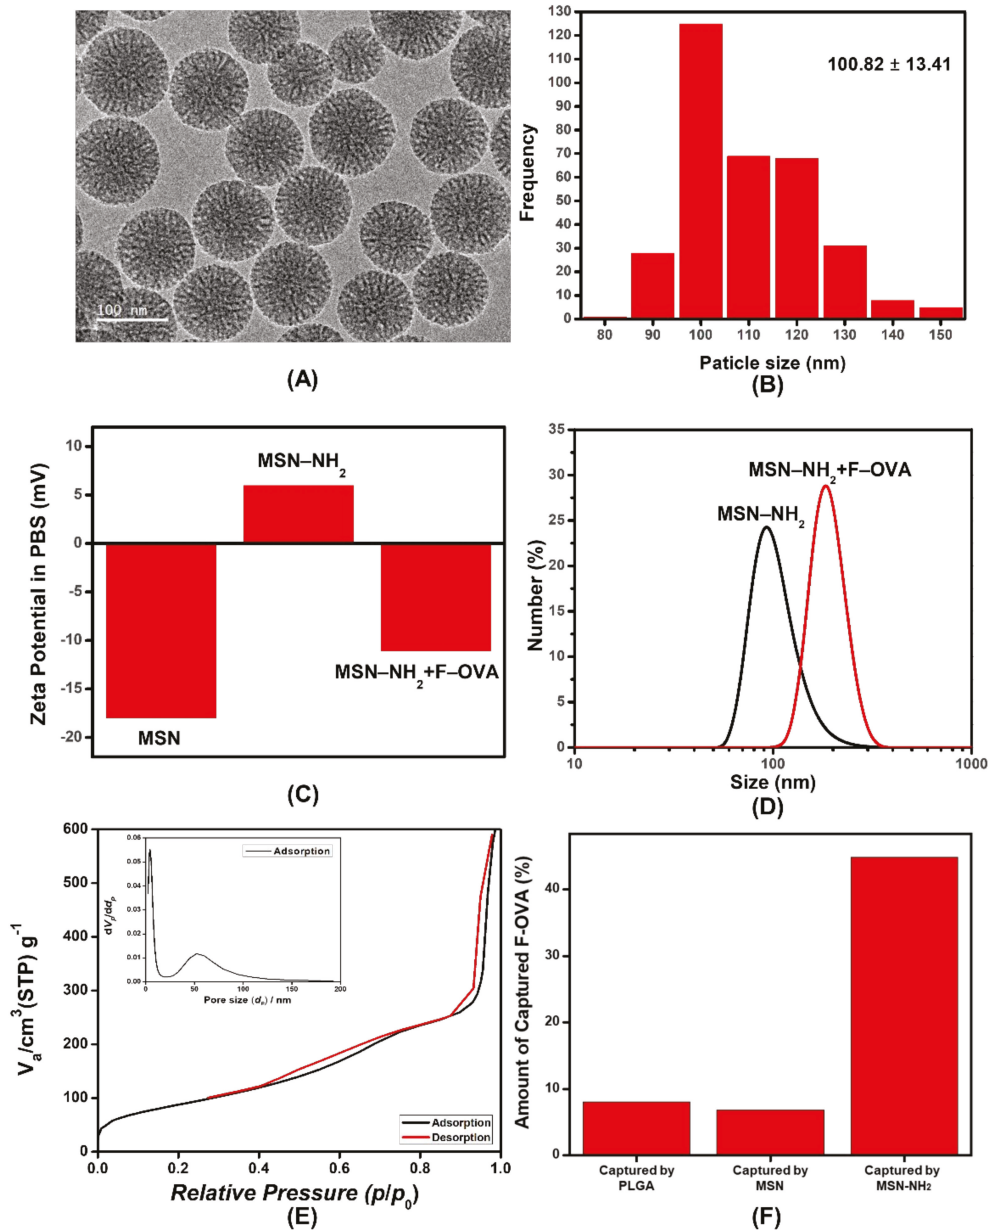 100 nm
(A)
130
120
110
100
90
80
70
60
50
40
30
20
10
0
Frequency
100.82 ± 13.41
80 90 100 110 120 130 140 150
Paticle size (nm)
(B)
10
5
0
-5
-10
-15
-20
Zeta Potential in PBS (mV)
MSN–NH₂
MSN–NH₂+F–OVA
MSN
(C)
35
30
25
20
15
10
5
0
Number (%)
MSN–NH₂+F–OVA
MSN–NH₂
10 100 1000
Size (nm)
(D)
600
500
400
300
200
100
0
Vₐ/cm³(STP) g⁻¹
0.06
0.05
0.04
0.03
0.02
0.01
0.00
dVₚ/ddₚ
Adsorption
0 50 100 150 200
Pore size (dₚ) / nm
Adsorption
Desorption
0.0 0.2 0.4 0.6 0.8 1.0
Relative Pressure (p/p₀)
(E)
40
30
20
10
0
Amount of Captured F-OVA (%)
Captured by
PLGA
Captured by
MSN
Captured by
MSN-NH₂
(F)